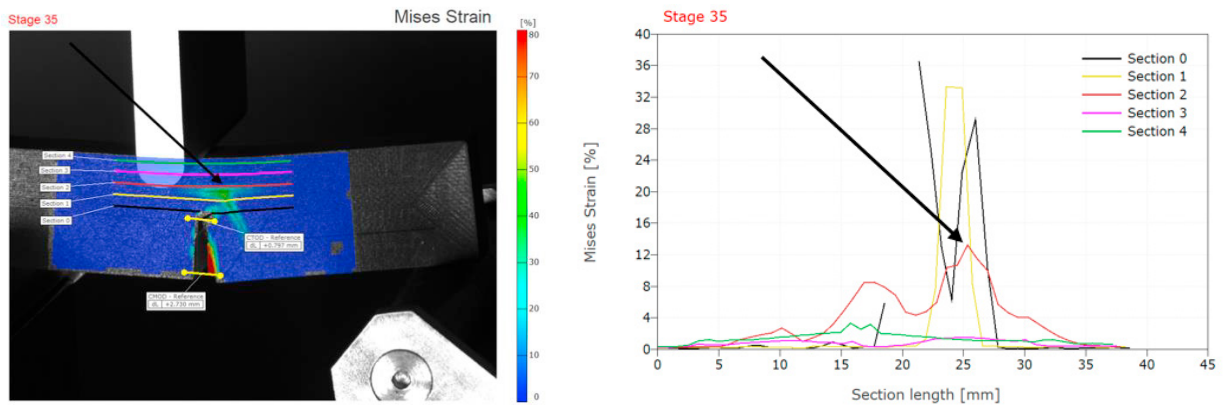 Stage 35
Mises Strain
[%]
80
70
60
50
40
30
20
10
0
Section 4
Section 3
Section 2
Section 1
Section 0
CTOD - Reference
dL | +0.797 mm
CMOD - Reference
dL | +2.730 mm
Stage 35
40
36
32
28
24
20
16
12
8
4
0
Mises Strain [%]
Section 0
Section 1
Section 2
Section 3
Section 4
0 5 10 15 20 25 30 35 40 45
Section length [mm]